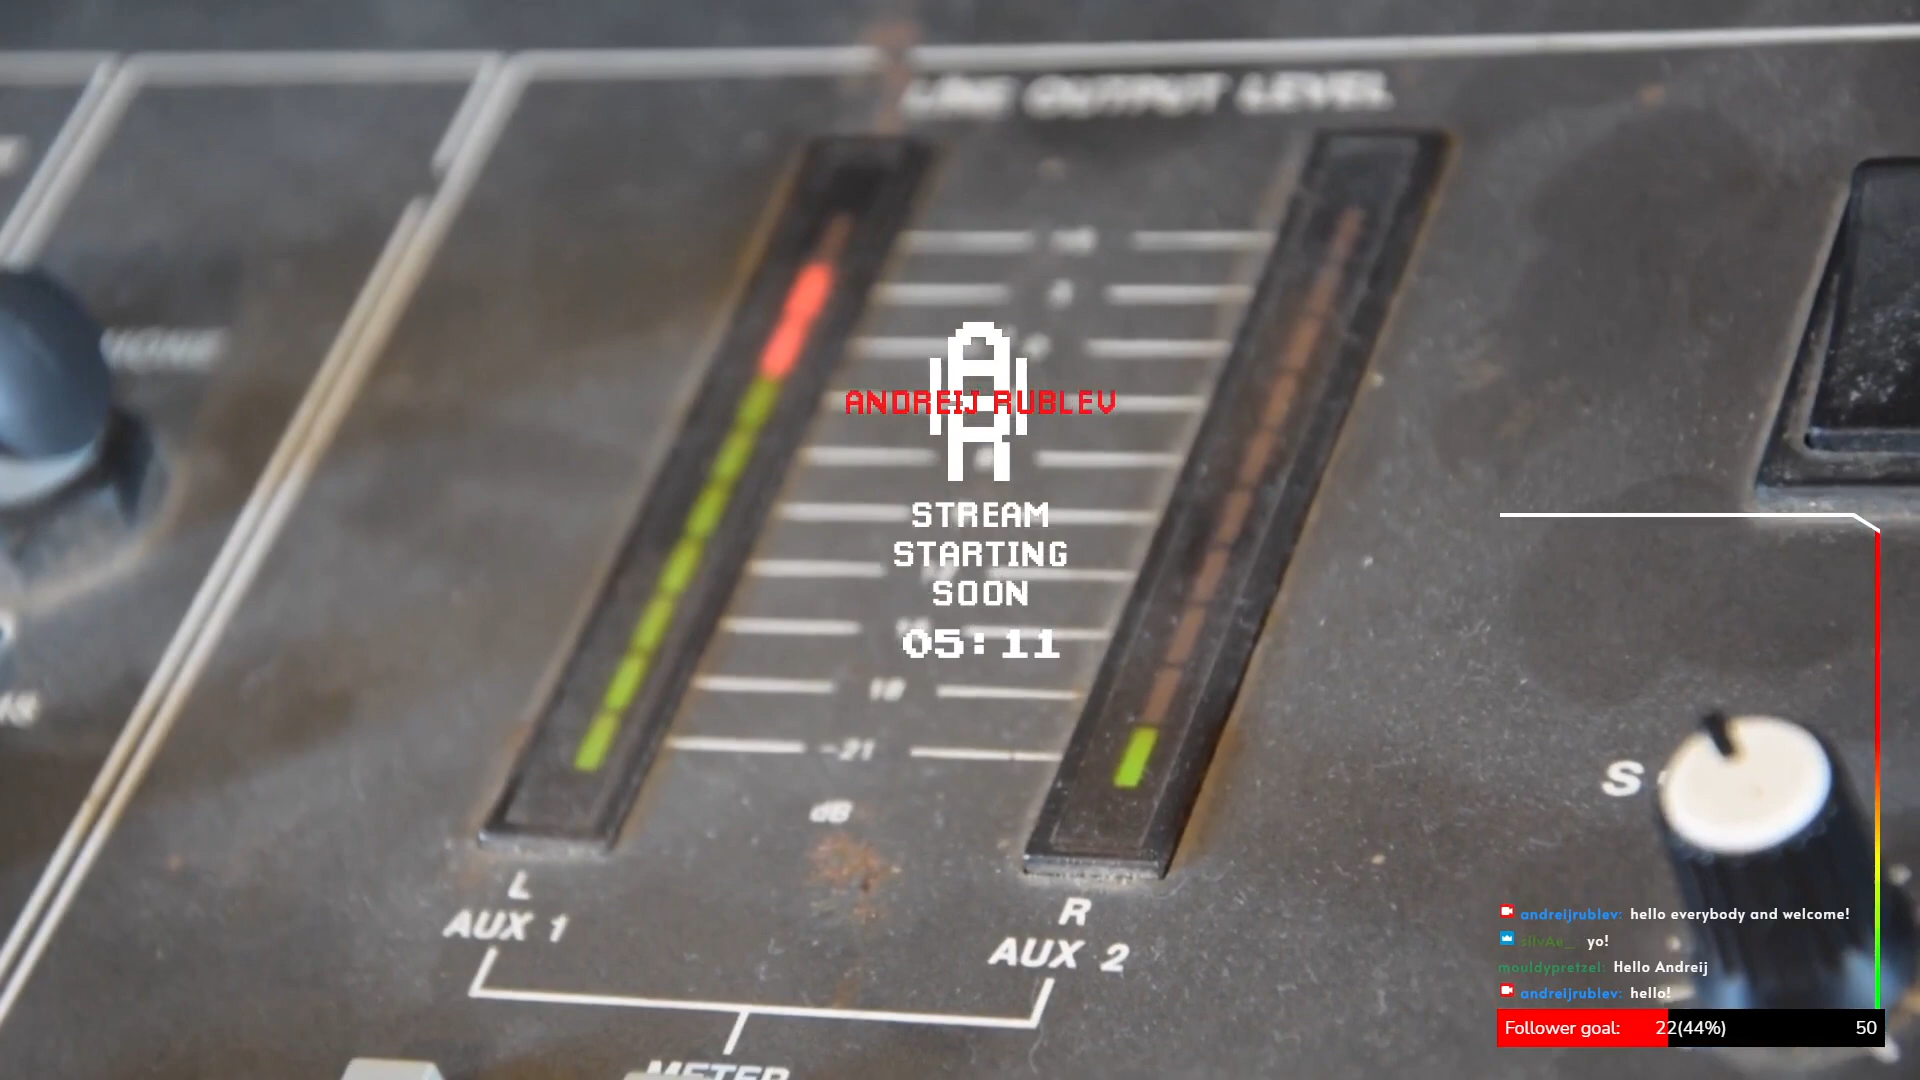 LINE OUTPUT LEVEL
ANDREIJ RUBLEV
STREAM
STARTING
SOON
05:11
18
-21
dB
L
AUX 1
R
AUX 2
METER
S
andreijrublev: hello everybody and welcome!
silvAe_: yo!
mouldypretzel: Hello Andreij
andreijrublev: hello!
Follower goal: 22(44%) 50